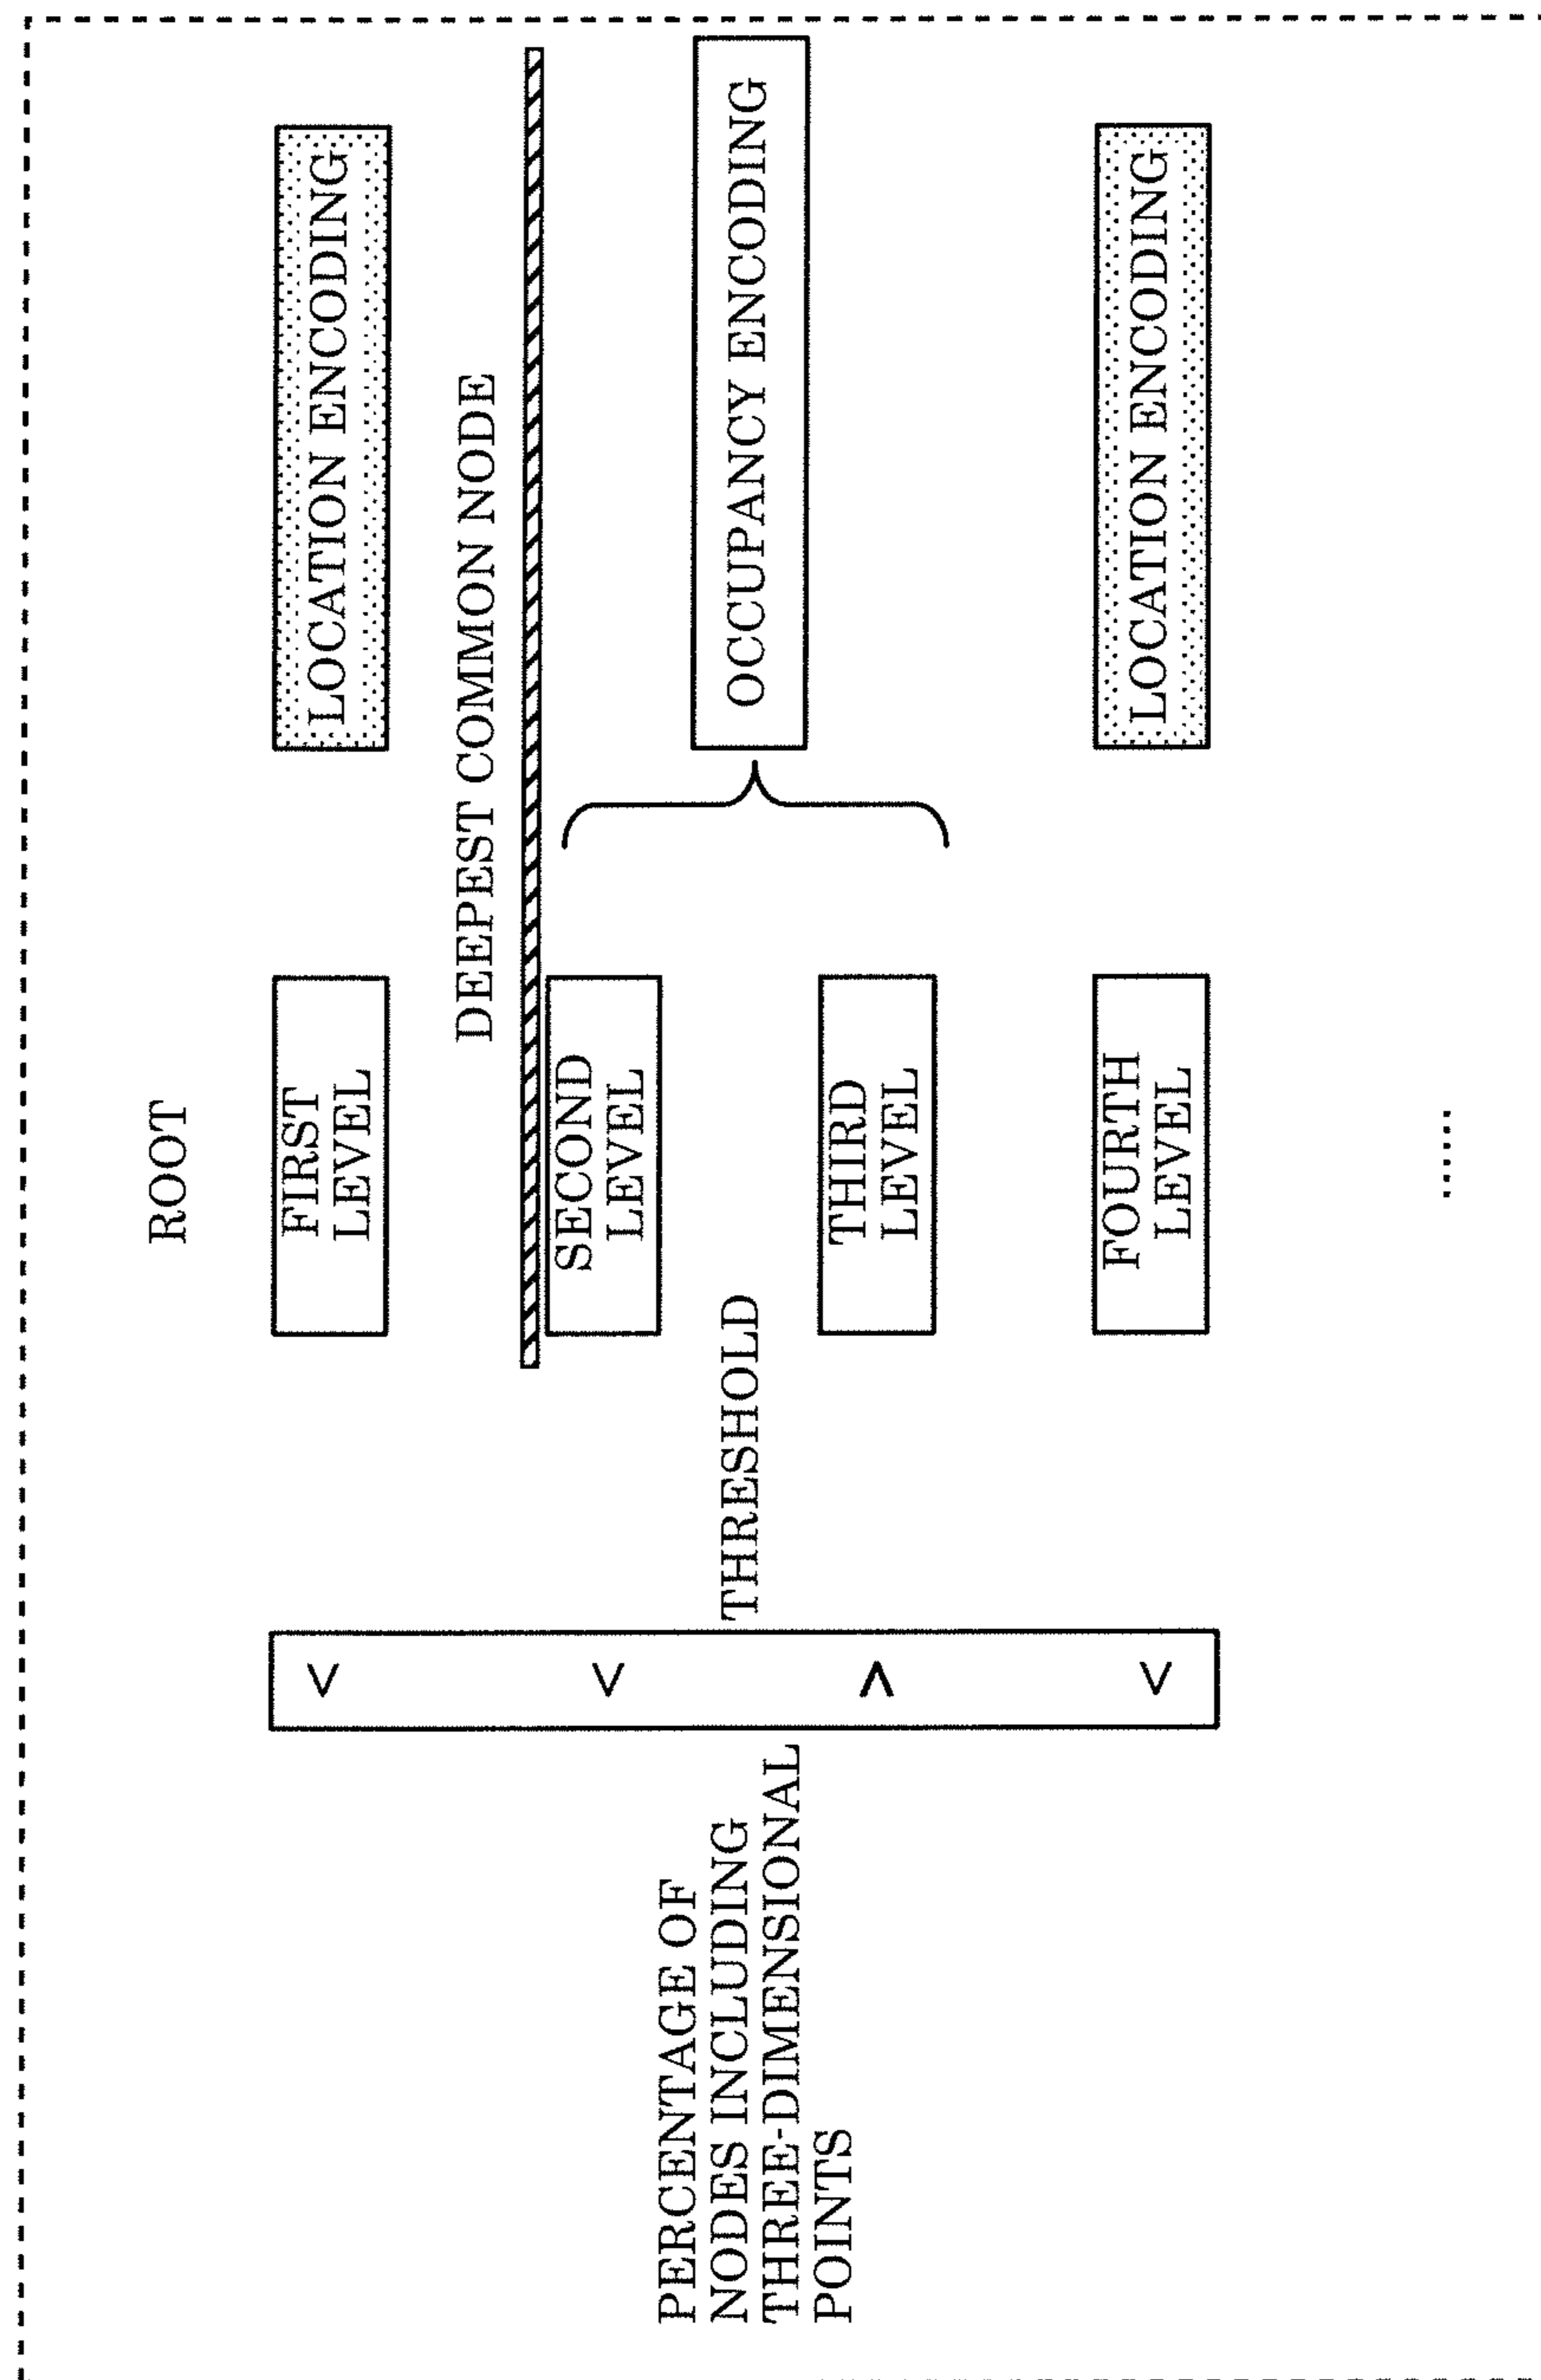 ROOT
<
FIRST
LEVEL
LOCATION ENCODING
DEEPEST COMMON NODE
<
SECOND
LEVEL
PERCENTAGE OF
NODES INCLUDING
THREE-DIMENSIONAL
POINTS
THRESHOLD
OCCUPANCY ENCODING
>
THIRD
LEVEL
<
FOURTH
LEVEL
LOCATION ENCODING
......